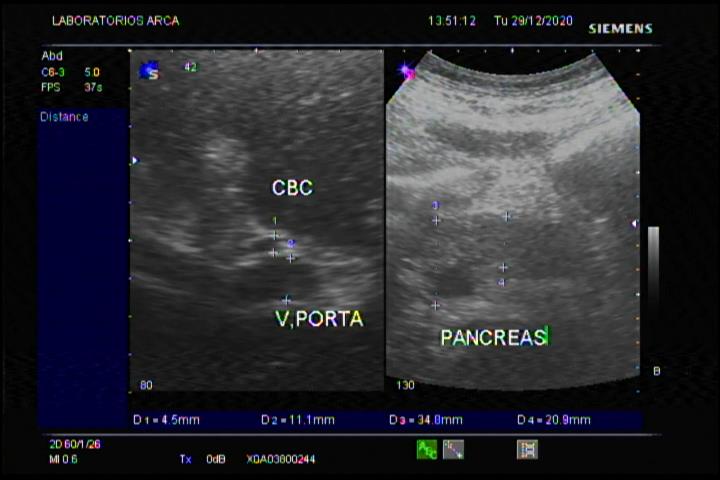 LABORATORIOS ARCA
13:51:12 Tu 29/12/2020
SIEMENS
Abd
C6-3 5.0
FPS 37s
Distance
S
42
CBC
1
2
V,PORTA
80
3
4
PANCREAS
130
B
D1=4.5mm D2=11.1mm D3=34.8mm D4=20.9mm
2D 60/1/26
MI 0.6 Tx 0dB X0A03800244
ABC